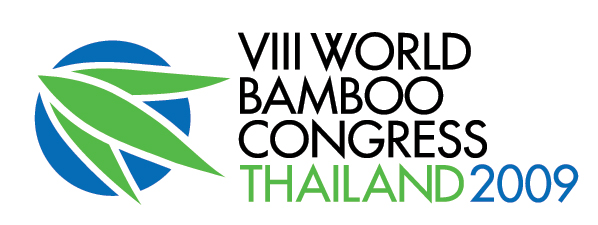 VIII WORLD
BAMBOO
CONGRESS
THAILAND 2009